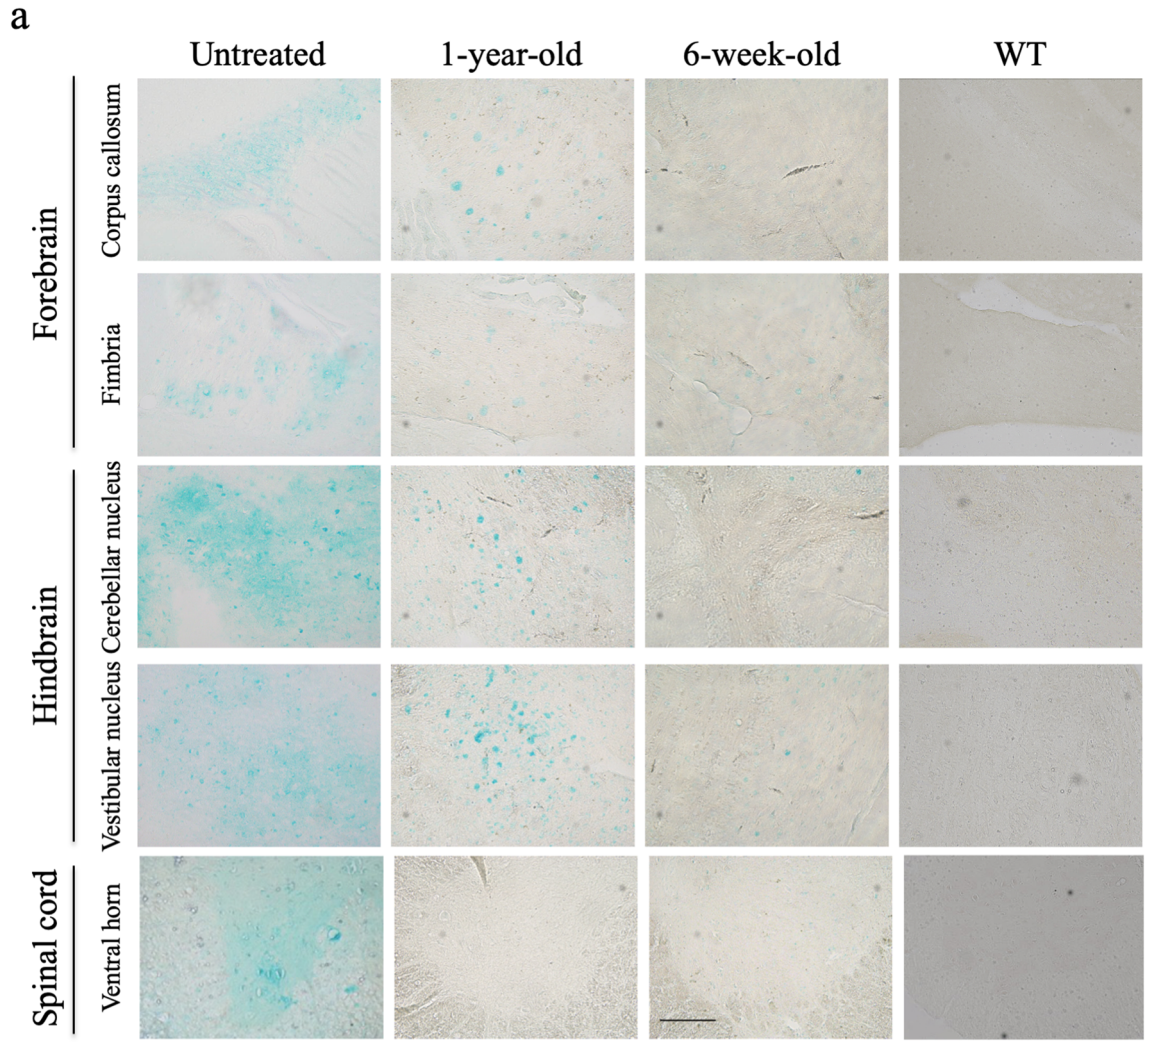 a
Untreated 1-year-old 6-week-old WT
Forebrain
Corpus callosum
Fimbria
Hindbrain
Cerebellar nucleus
Vestibular nucleus
Spinal cord
Ventral horn